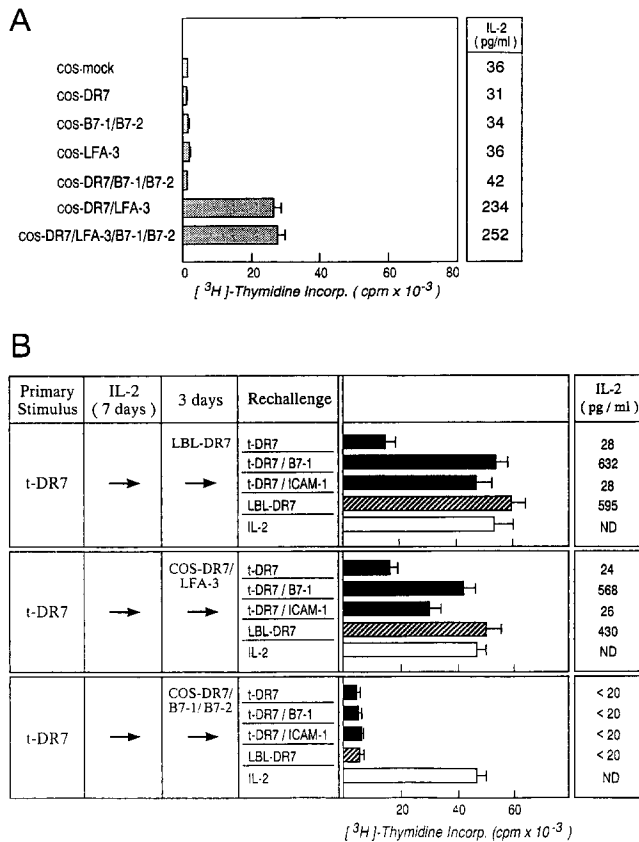 A
IL-2
( pg/ml )
cos-mock 36
cos-DR7 31
cos-B7-1/B7-2 34
cos-LFA-3 36
cos-DR7/B7-1/B7-2 42
cos-DR7/LFA-3 234
cos-DR7/LFA-3/B7-1/B7-2 252
0 20 40 60 80
[ ³H ]-Thymidine Incorp. ( cpm x 10⁻³ )
B
Primary Stimulus IL-2 ( 7 days ) 3 days Rechallenge IL-2 ( pg / ml )
t-DR7 → LBL-DR7 →
t-DR7 28
t-DR7 / B7-1 632
t-DR7 / ICAM-1 28
LBL-DR7 595
IL-2 ND
t-DR7 → COS-DR7/ LFA-3 →
t-DR7 24
t-DR7 / B7-1 568
t-DR7 / ICAM-1 26
LBL-DR7 430
IL-2 ND
t-DR7 → COS-DR7/ B7-1/ B7-2 →
t-DR7 < 20
t-DR7 / B7-1 < 20
t-DR7 / ICAM-1 < 20
LBL-DR7 < 20
IL-2 ND
20 40 60
[ ³H ]-Thymidine Incorp. (cpm x 10⁻³ )